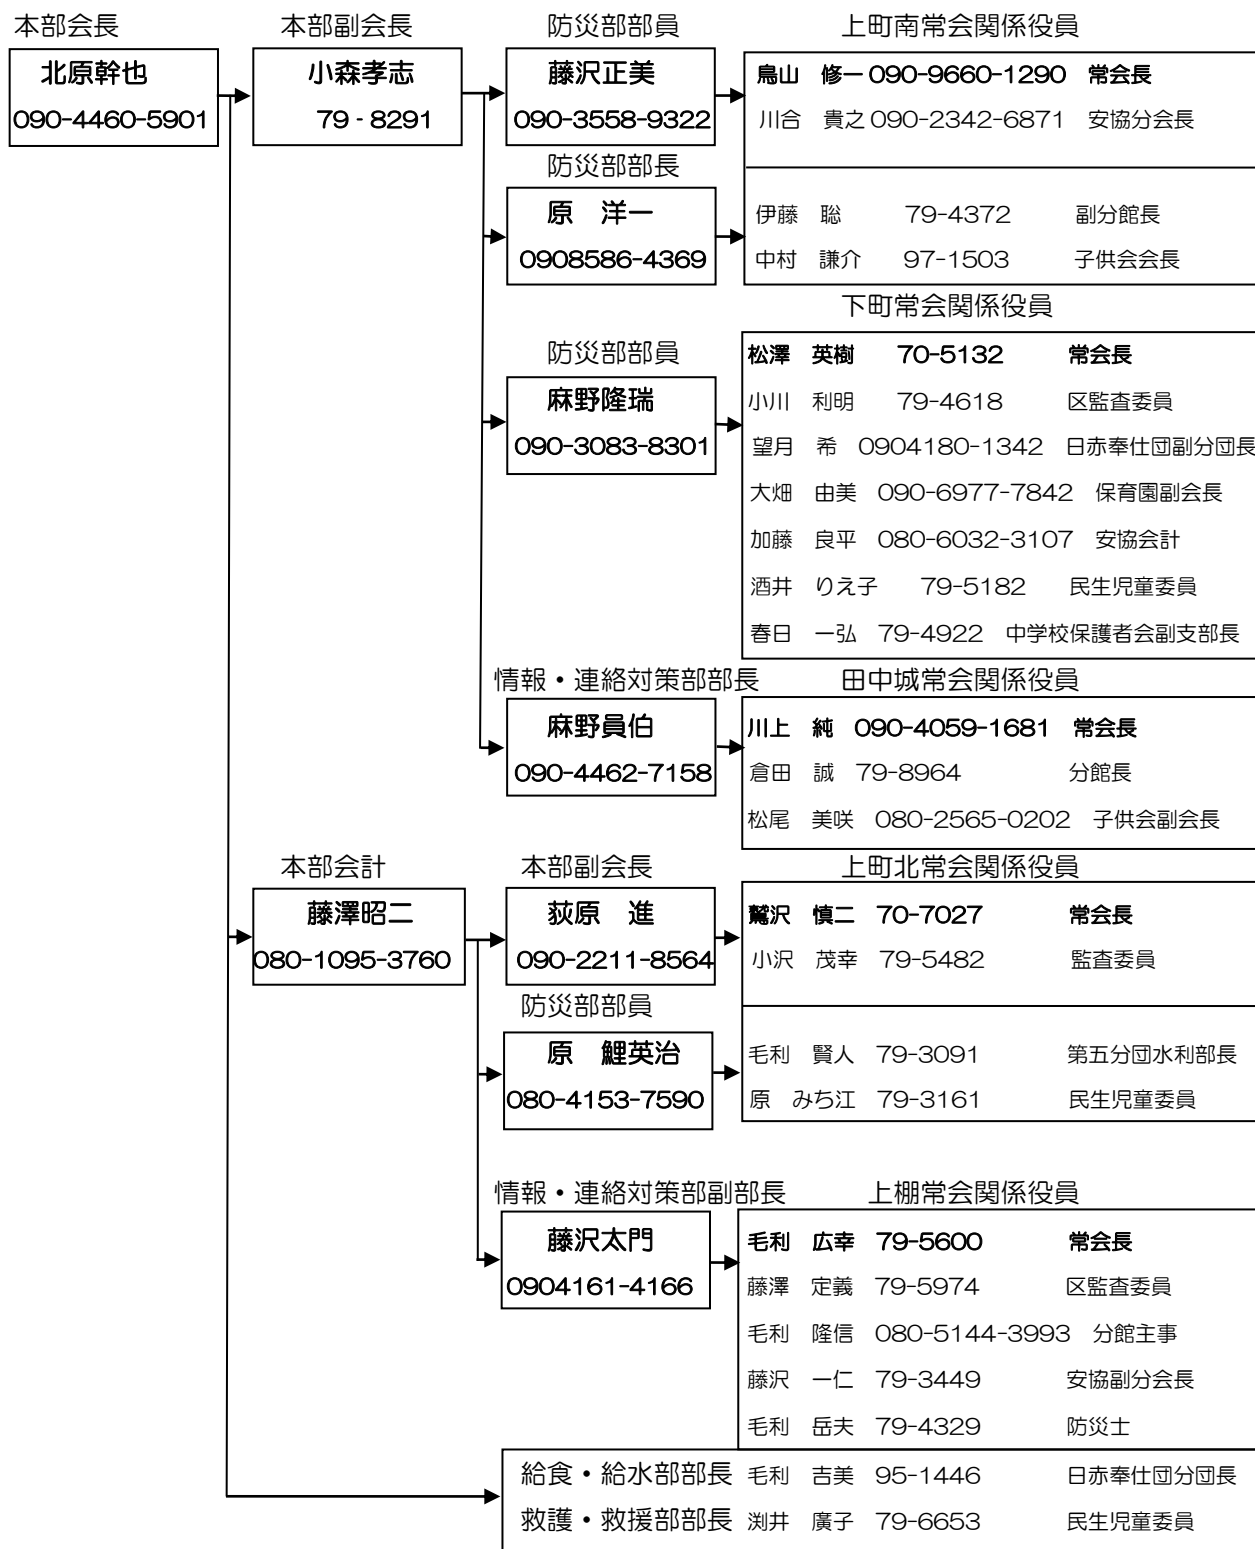 本部会長 本部副会長 防災部部員 上町南常会関係役員
北原幹也 小森孝志 藤沢正美 鳥山 修一 090-9660-1290 常会長
090-4460-5901 79‐8291 090-3558-9322 川合 貴之 090-2342-6871 安協分会長
防災部部長
原 洋一 伊藤 聡 79-4372 副分館長
0908586-4369 中村 謙介 97-1503 子供会会長
下町常会関係役員
防災部部員 松澤 英樹 70-5132 常会長
麻野隆瑞 小川 利明 79-4618 区監査委員
090-3083-8301 望月 希 0904180-1342 日赤奉仕団副分団長
大畑 由美 090-6977-7842 保育園副会長
加藤 良平 080-6032-3107 安協会計
酒井 りえ子 79-5182 民生児童委員
春日 一弘 79-4922 中学校保護者会副支部長
情報・連絡対策部部長 田中城常会関係役員
麻野員伯 川上 純 090-4059-1681 常会長
090-4462-7158 倉田 誠 79-8964 分館長
松尾 美咲 080-2565-0202 子供会副会長
本部会計 本部副会長 上町北常会関係役員
藤澤昭二 荻原 進 鷲沢 慎二 70-7027 常会長
080-1095-3760 090-2211-8564 小沢 茂幸 79-5482 監査委員
防災部部員
原 鯉英治 毛利 賢人 79-3091 第五分団水利部長
080-4153-7590 原 みち江 79-3161 民生児童委員
情報・連絡対策部副部長 上棚常会関係役員
藤沢太門 毛利 広幸 79-5600 常会長
0904161-4166 藤澤 定義 79-5974 区監査委員
毛利 隆信 080-5144-3993 分館主事
藤沢 一仁 79-3449 安協副分会長
毛利 岳夫 79-4329 防災士
給食・給水部部長 毛利 吉美 95-1446 日赤奉仕団分団長
救護・救援部部長 渕井 廣子 79-6653 民生児童委員